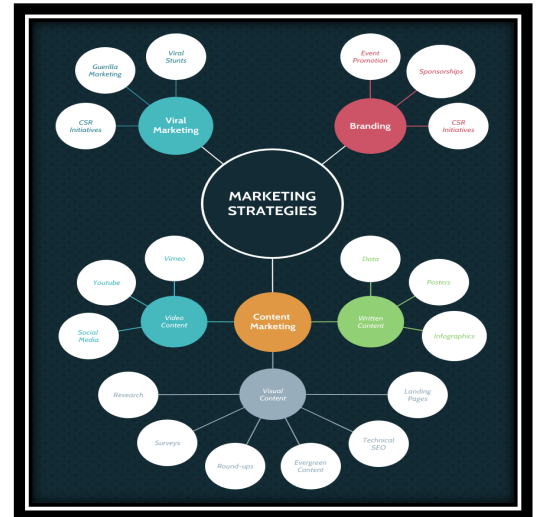 Viral
Stunts
Guerilla
Marketing
CSR
Initiatives
Viral
Marketing
Event
Promotion
Sponsorships
CSR
Initiatives
Branding
MARKETING
STRATEGIES
Vimeo
Youtube
Social
Media
Video
Content
Content
Marketing
Data
Posters
Infographics
Written
Content
Visual
Content
Research
Surveys
Round-ups
Evergreen
Content
Technical
SEO
Landing
Pages